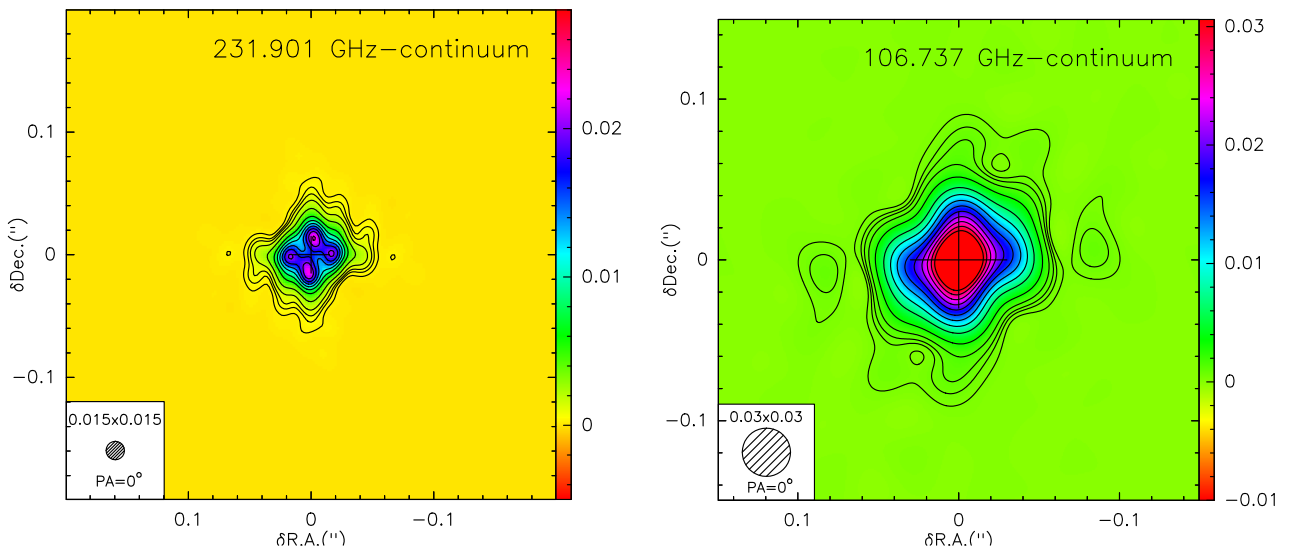 231.901 GHz−continuum
0.1
0
−0.1
δDec.('')
0.02
0.01
0
0.015x0.015
PA=0°
0.1
0
−0.1
δR.A.('')
106.737 GHz−continuum
0.1
0
−0.1
δDec.('')
0.03
0.02
0.01
0
−0.01
0.03x0.03
PA=0°
0.1
0
−0.1
δR.A.('')